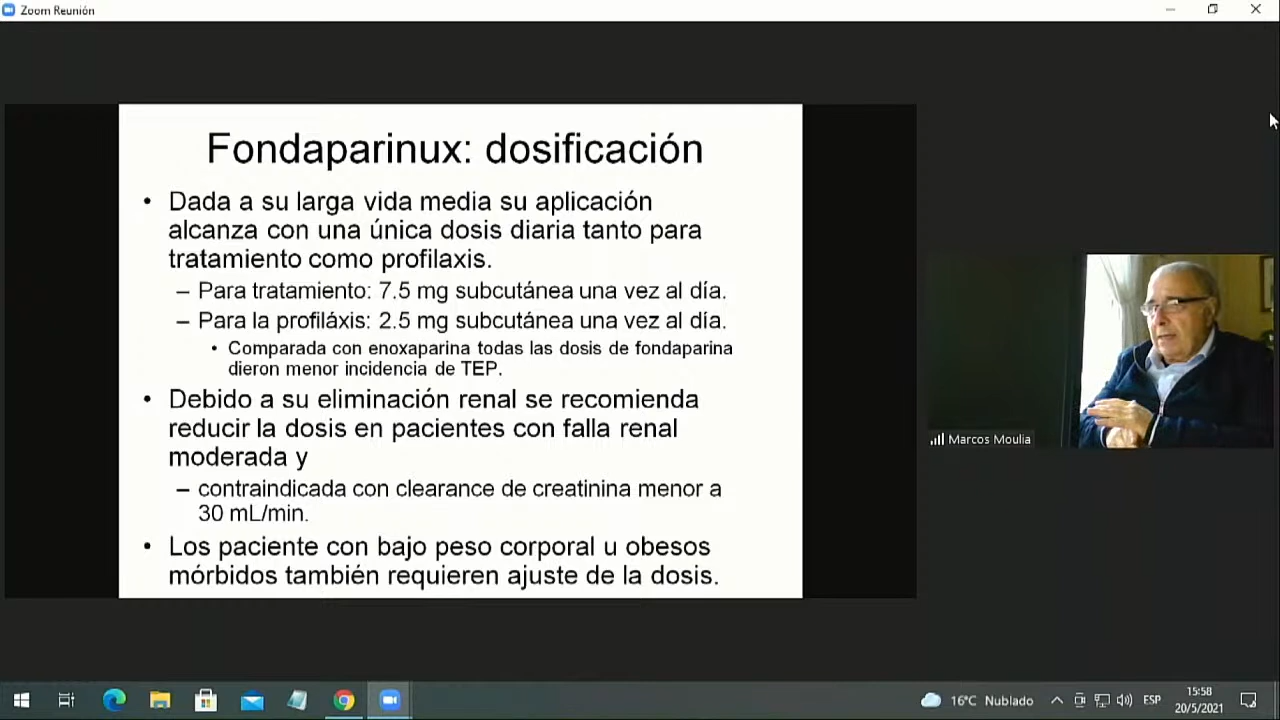 Zoom Reunión
Fondaparinux: dosificación
• Dada a su larga vida media su aplicación
alcanza con una única dosis diaria tanto para
tratamiento como profilaxis.
– Para tratamiento: 7.5 mg subcutánea una vez al día.
– Para la profiláxis: 2.5 mg subcutánea una vez al día.
• Comparada con enoxaparina todas las dosis de fondaparina
dieron menor incidencia de TEP.
• Debido a su eliminación renal se recomienda
reducir la dosis en pacientes con falla renal
moderada y
– contraindicada con clearance de creatinina menor a
30 mL/min.
• Los paciente con bajo peso corporal u obesos
mórbidos también requieren ajuste de la dosis.
Marcos Moulia
16°C Nublado
ESP
15:58
20/5/2021